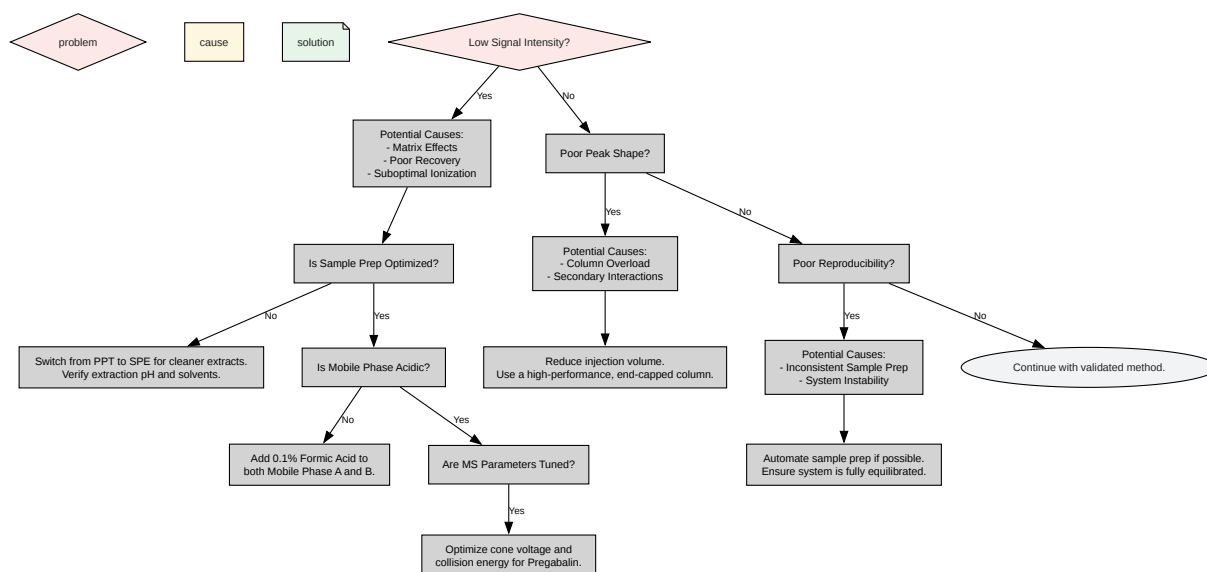 problem
cause
solution
Low Signal Intensity?
Yes
No
Potential Causes:
- Matrix Effects
- Poor Recovery
- Suboptimal Ionization
Poor Peak Shape?
Yes
No
Is Sample Prep Optimized?
Potential Causes:
- Column Overload
- Secondary Interactions
Poor Reproducibility?
No
Yes
Yes
No
Switch from PPT to SPE for cleaner extracts.
Verify extraction pH and solvents.
Is Mobile Phase Acidic?
Reduce injection volume.
Use a high-performance, end-capped column.
Potential Causes:
- Inconsistent Sample Prep
- System Instability
Continue with validated method.
No
Yes
Add 0.1% Formic Acid to
both Mobile Phase A and B.
Are MS Parameters Tuned?
Automate sample prep if possible.
Ensure system is fully equilibrated.
Yes
Optimize cone voltage and
collision energy for Pregabalin.